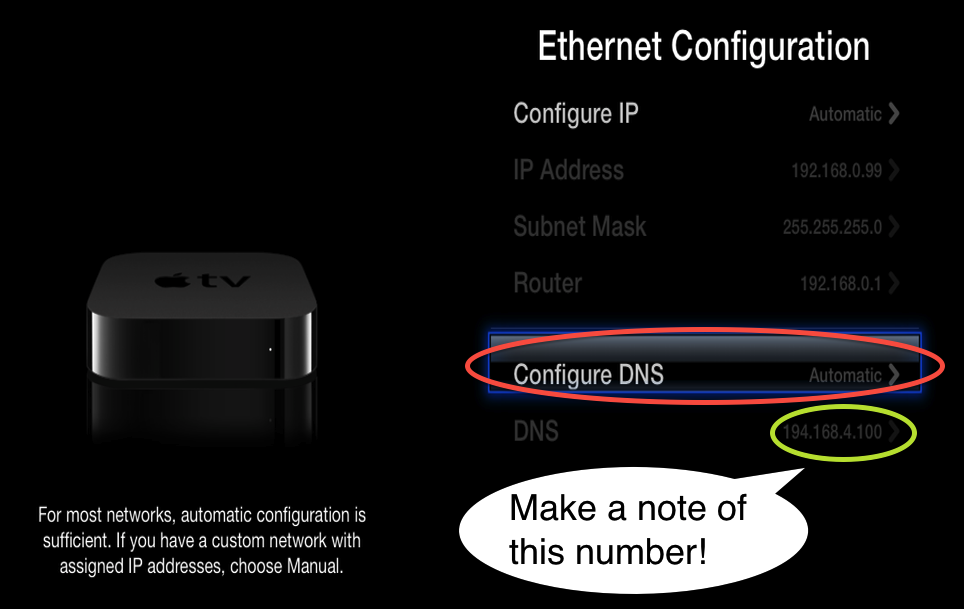 Ethernet Configuration
Configure IP Automatic
IP Address 192.168.0.99
Subnet Mask 255.255.255.0
Router 192.168.0.1
Configure DNS Automatic
DNS 194.168.4.100
tv
For most networks, automatic configuration is
sufficient. If you have a custom network with
assigned IP addresses, choose Manual.
Make a note of
this number!